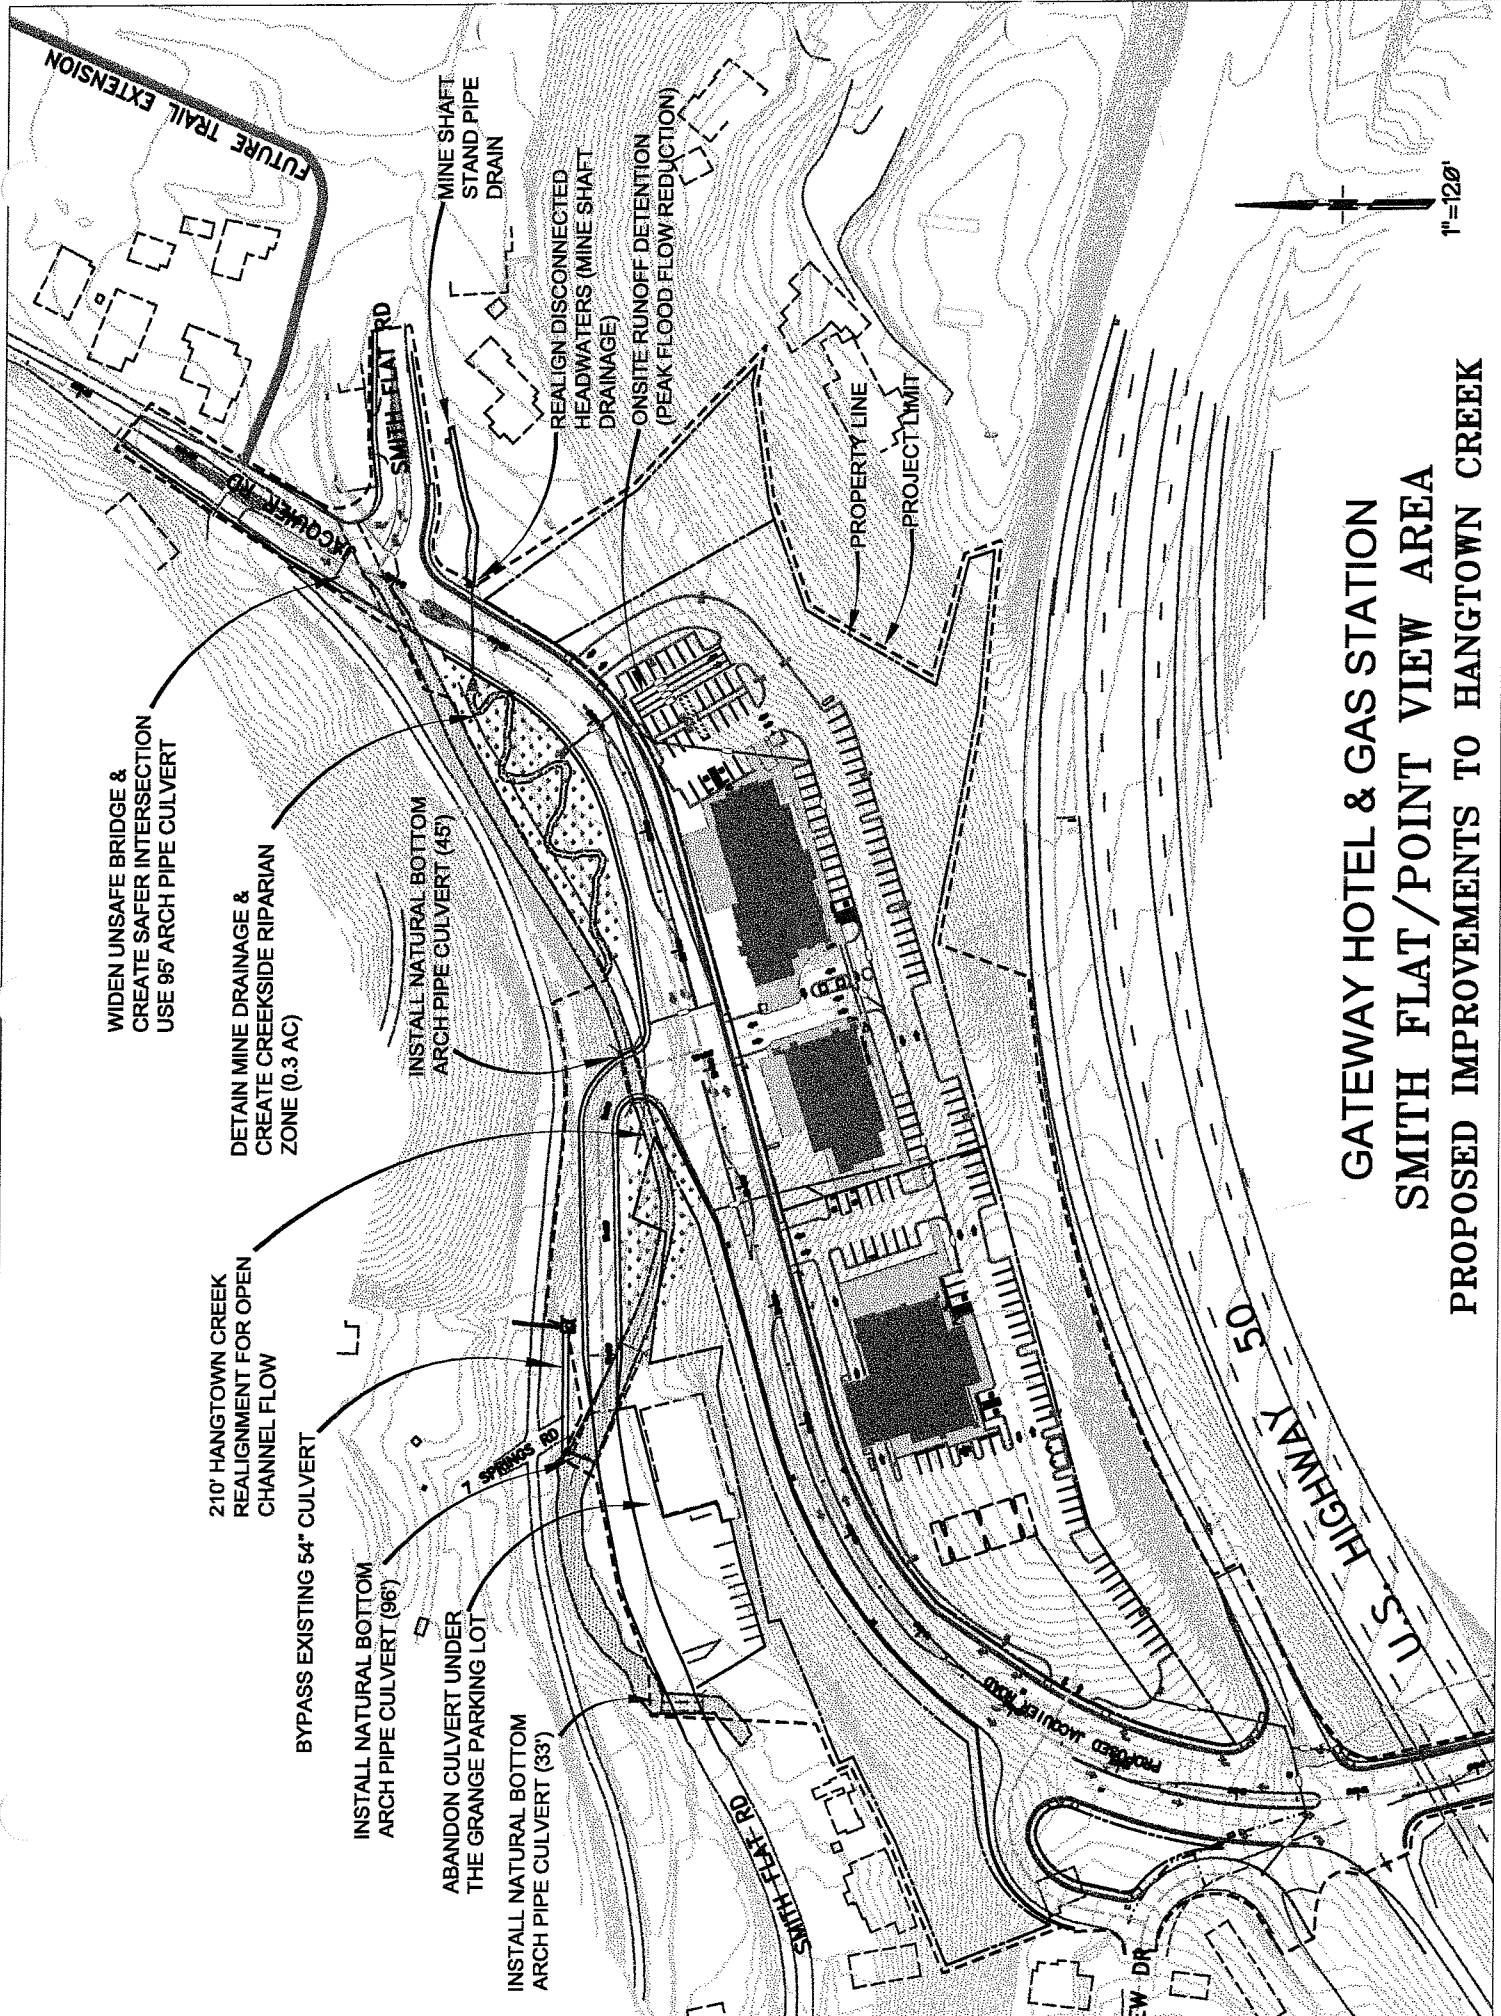 WIDEN UNSAFE BRIDGE &
CREATE SAFER INTERSECTION
USE 95' ARCH PIPE CULVERT
DETAIN MINE DRAINAGE &
CREATE CREEKSIDE RIPARIAN
ZONE (0.3 AC)
210' HANGTOWN CREEK
REALIGNMENT FOR OPEN
CHANNEL FLOW
BYPASS EXISTING 54" CULVERT
INSTALL NATURAL BOTTOM
ARCH PIPE CULVERT (96')
ABANDON CULVERT UNDER
THE GRANGE PARKING LOT
INSTALL NATURAL BOTTOM
ARCH PIPE CULVERT (33')
INSTALL NATURAL BOTTOM
ARCH PIPE CULVERT (45')
FUTURE TRAIL EXTENSION
MINE SHAFT
STAND PIPE
DRAIN
REALIGN DISCONNECTED
HEADWATERS (MINE SHAFT
DRAINAGE)
ONSITE RUNOFF DETENTION
(PEAK FLOOD FLOW REDUCTION)
PROPERTY LINE
PROJECT LIMIT
JACQUIER RD
SMITH FLAT RD
7 SPRINGS RD
SMITH FLAT RD
PROPOSED JACQUIER ROAD
EW DR
U.S. HIGHWAY 50
1"=120'
GATEWAY HOTEL & GAS STATION
SMITH FLAT/POINT VIEW AREA
PROPOSED IMPROVEMENTS TO HANGTOWN CREEK